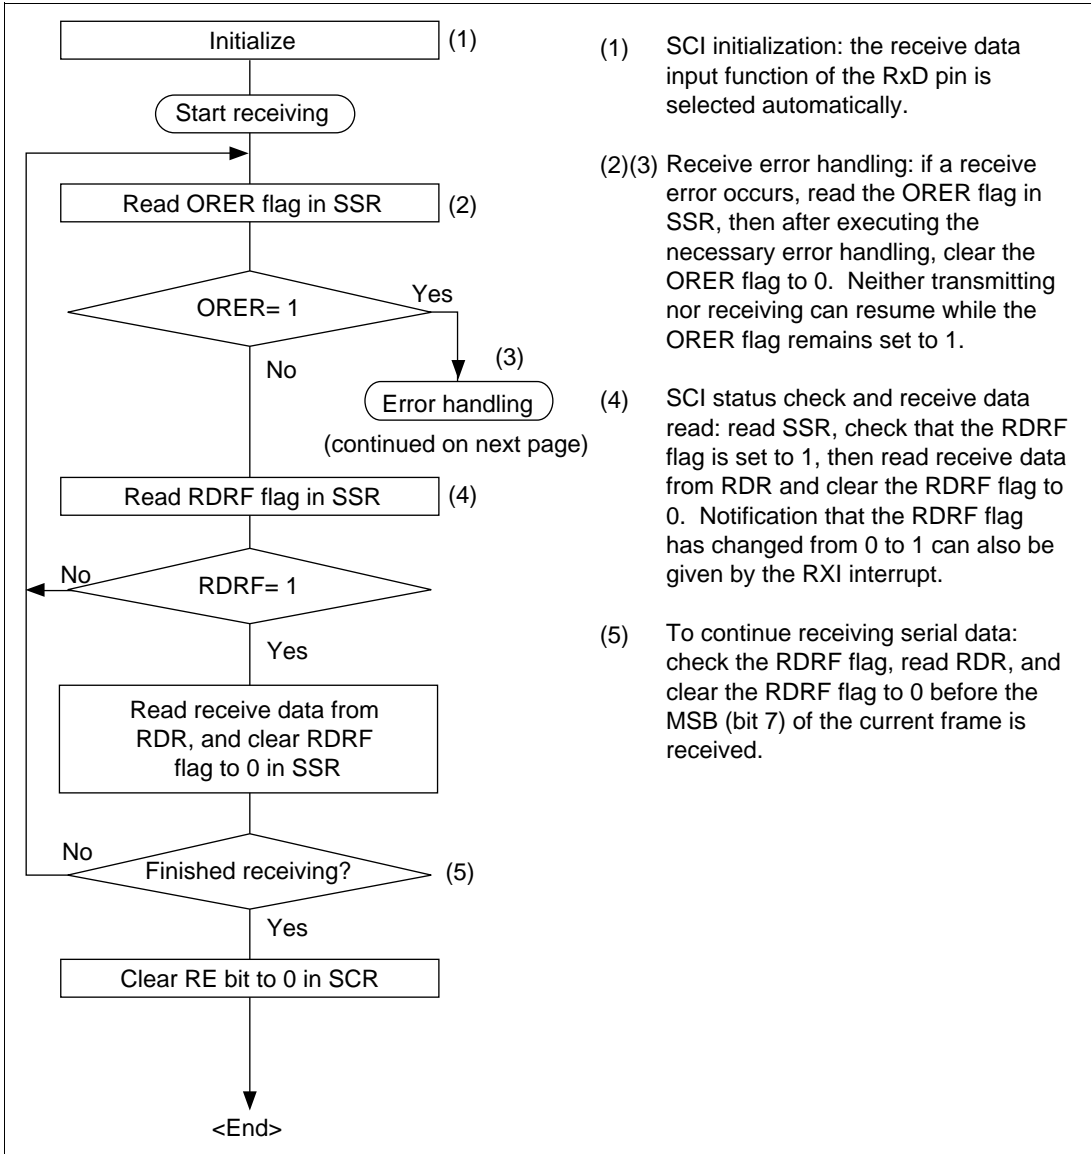 Initialize
(1)
Start receiving
Read ORER flag in SSR
(2)
ORER= 1
Yes
No
(3)
Error handling
(continued on next page)
Read RDRF flag in SSR
(4)
No
RDRF= 1
Yes
Read receive data from
RDR, and clear RDRF
flag to 0 in SSR
No
Finished receiving?
(5)
Yes
Clear RE bit to 0 in SCR
<End>
(1) SCI initialization: the receive data
input function of the RxD pin is
selected automatically.
(2)(3) Receive error handling: if a receive
error occurs, read the ORER flag in
SSR, then after executing the
necessary error handling, clear the
ORER flag to 0.  Neither transmitting
nor receiving can resume while the
ORER flag remains set to 1.
(4) SCI status check and receive data
read: read SSR, check that the RDRF
flag is set to 1, then read receive data
from RDR and clear the RDRF flag to
0.  Notification that the RDRF flag
has changed from 0 to 1 can also be
given by the RXI interrupt.
(5) To continue receiving serial data:
check the RDRF flag, read RDR, and
clear the RDRF flag to 0 before the
MSB (bit 7) of the current frame is
received.